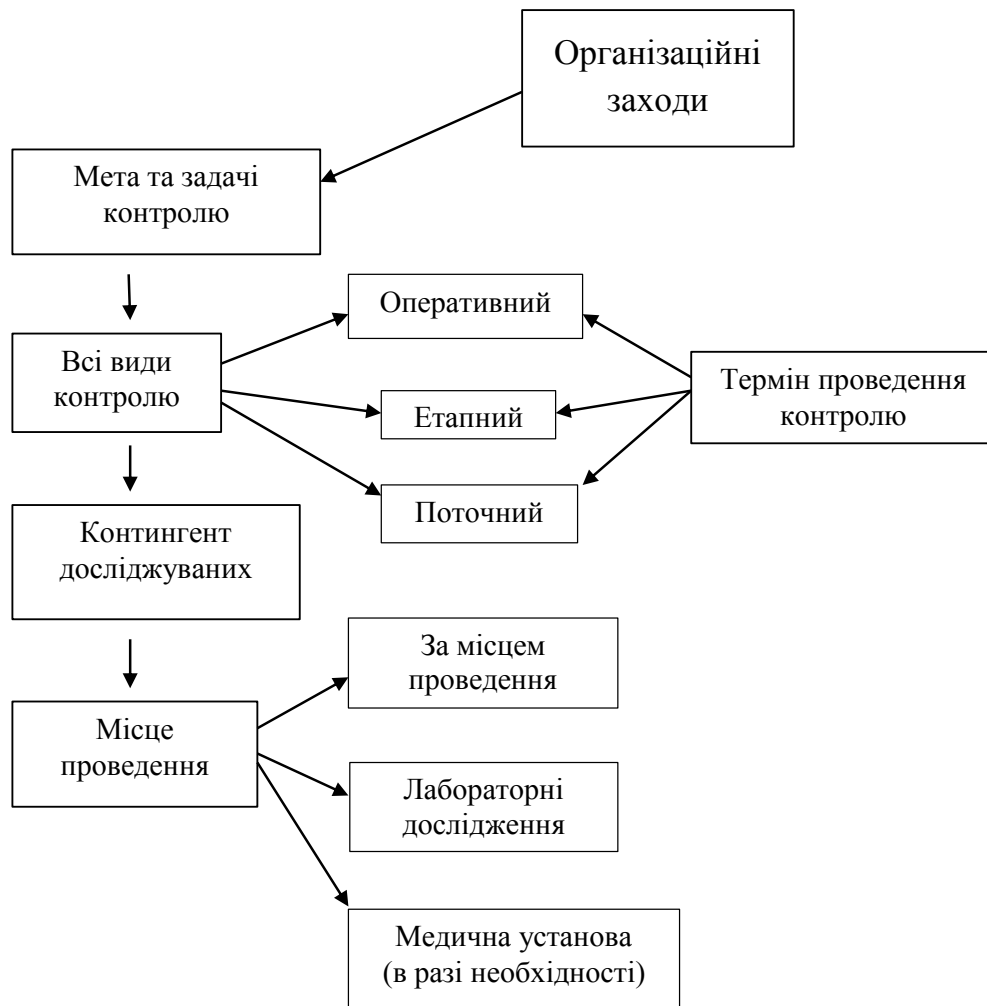 Організаційні
заходи
Мета та задачі
контролю
Оперативний
Всі види
контролю
Термін проведення
контролю
Етапний
Поточний
Контингент
досліджуваних
За місцем
проведення
Місце
проведення
Лабораторні
дослідження
Медична установа
(в разі необхідності)